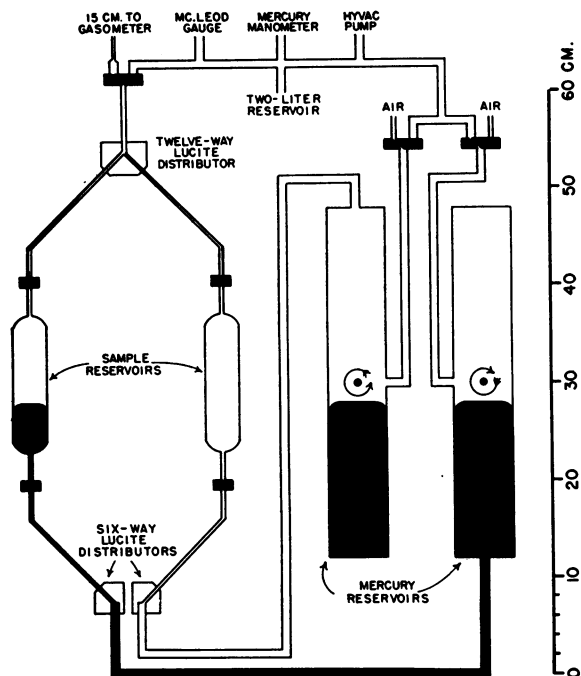 15 CM. TO
GASOMETER
MC.LEOD
GAUGE
MERCURY
MANOMETER
HYVAC
PUMP
TWO-LITER
RESERVOIR
AIR
AIR
60 CM.
TWELVE-WAY
LUCITE
DISTRIBUTOR
50
40
SAMPLE
RESERVOIRS
30
20
SIX-WAY
LUCITE
DISTRIBUTORS
MERCURY
RESERVOIRS
10
0